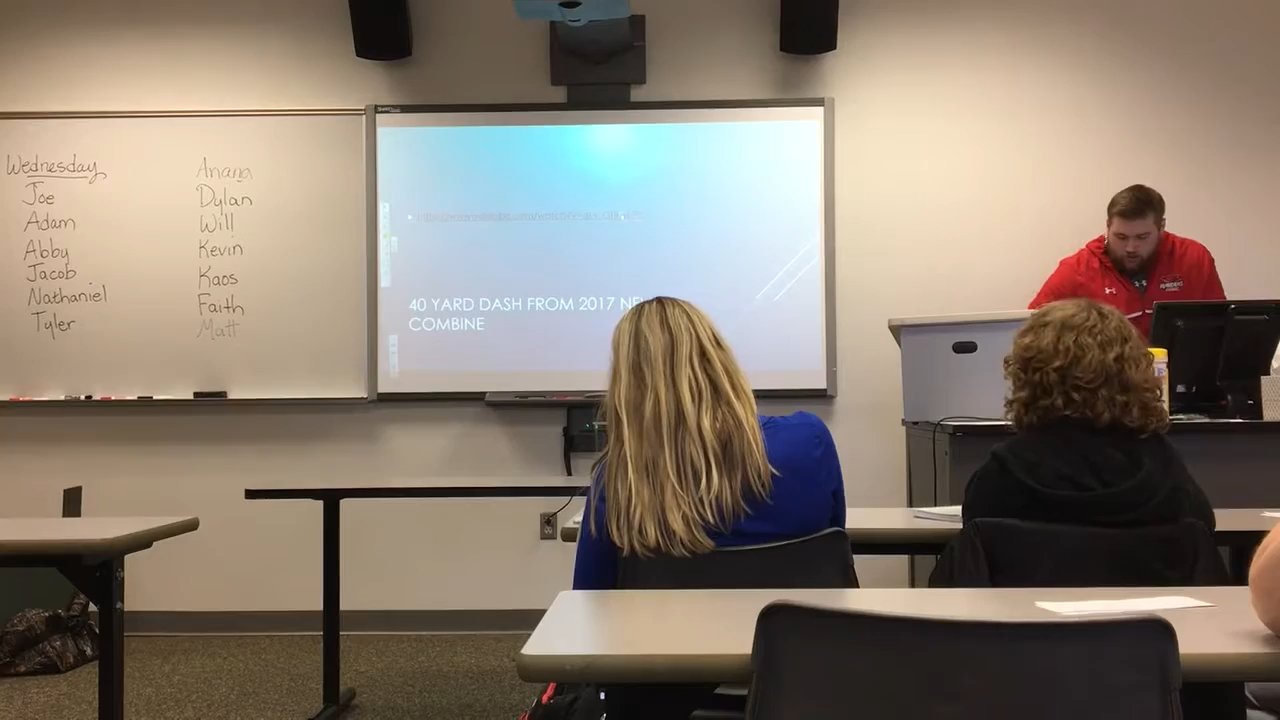 Wednesday
Joe
Adam
Abby
Jacob
Nathaniel
Tyler
Anana
Dylan
Will
Kevin
Kaos
Faith
Matt
40 YARD DASH FROM 2017
COMBINE